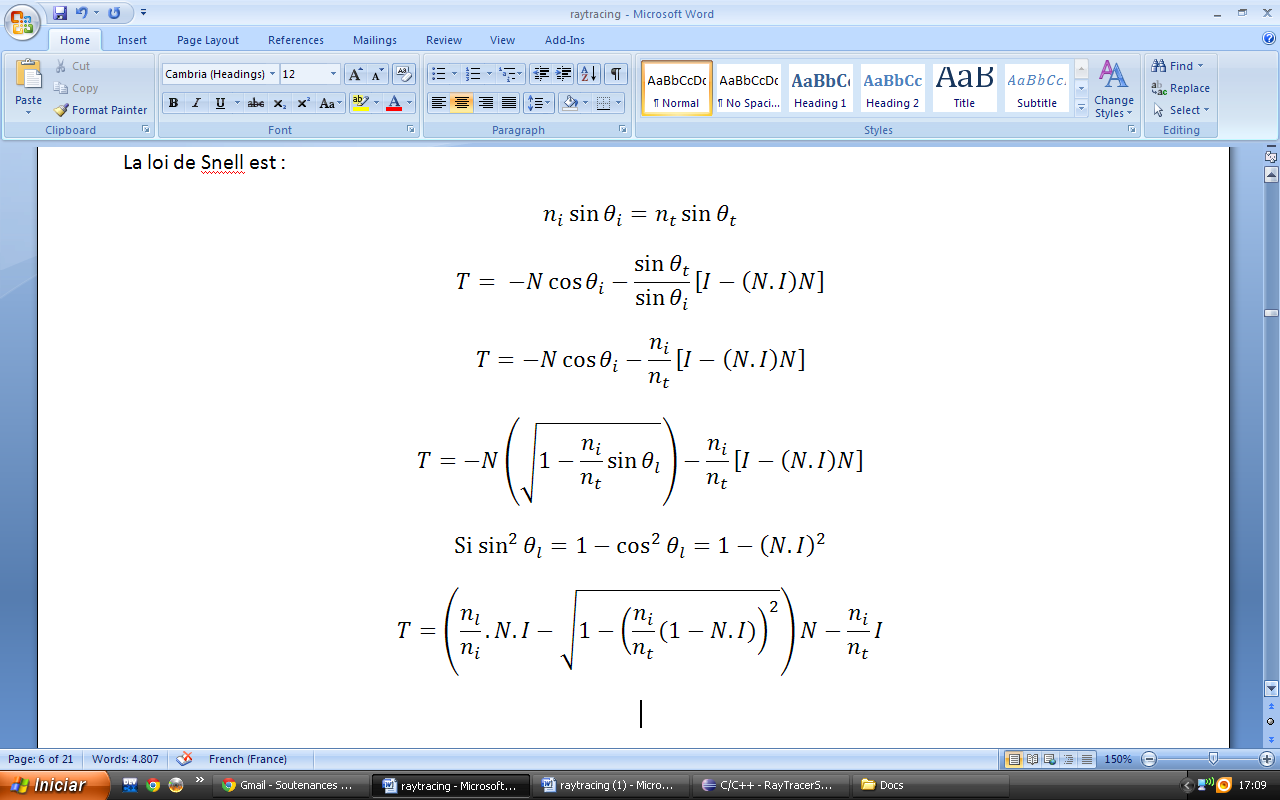 raytracing - Microsoft Word
Home Insert Page Layout References Mailings Review View Add-Ins
Paste
Cut
Copy
Format Painter
Clipboard
Cambria (Headings) 12
B I U abc x₂ x² Aa
ab A
Font
Paragraph
AaBbCcDc AaBbCcDc AaBbC AaBbCc AaB AaBbCc.
¶ Normal ¶ No Spaci... Heading 1 Heading 2 Title Subtitle
Change Styles
Styles
Find
Replace
Select
Editing
La loi de Snell est :
n_i sin θ_i = n_t sin θ_t
T = −N cos θ_i − (sin θ_t / sin θ_i) [I − (N.I)N]
T = −N cos θ_i − (n_i / n_t) [I − (N.I)N]
T = −N (√(1 − (n_i / n_t) sin θ_l)) − (n_i / n_t) [I − (N.I)N]
Si sin² θ_l = 1 − cos² θ_l = 1 − (N.I)²
T = ((n_l / n_i) . N.I − √(1 − ((n_i / n_t)(1 − N.I))²)) N − (n_i / n_t) I
Page: 6 of 21 Words: 4.807 French (France) 150%
Iniciar Gmail - Soutenances ... raytracing - Microsoft... raytracing (1) - Micro... C/C++ - RayTracerS... Docs 17:09